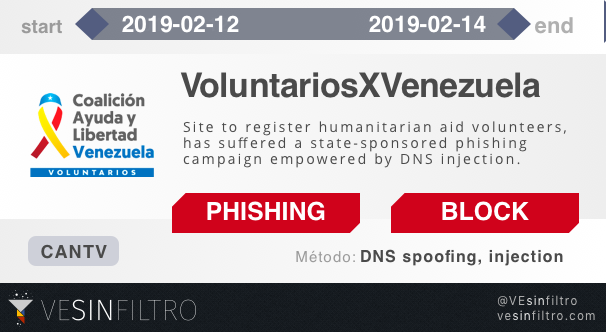 start 2019-02-12 2019-02-14 end
VoluntariosXVenezuela
Coalición
Ayuda y
Libertad
Venezuela
VOLUNTARIOS
Site to register humanitarian aid volunteers,
has suffered a state-sponsored phishing
campaign empowered by DNS injection.
PHISHING BLOCK
CANTV
Método: DNS spoofing, injection
VESINFILTRO
@VEsinfiltro
vesinfiltro.com